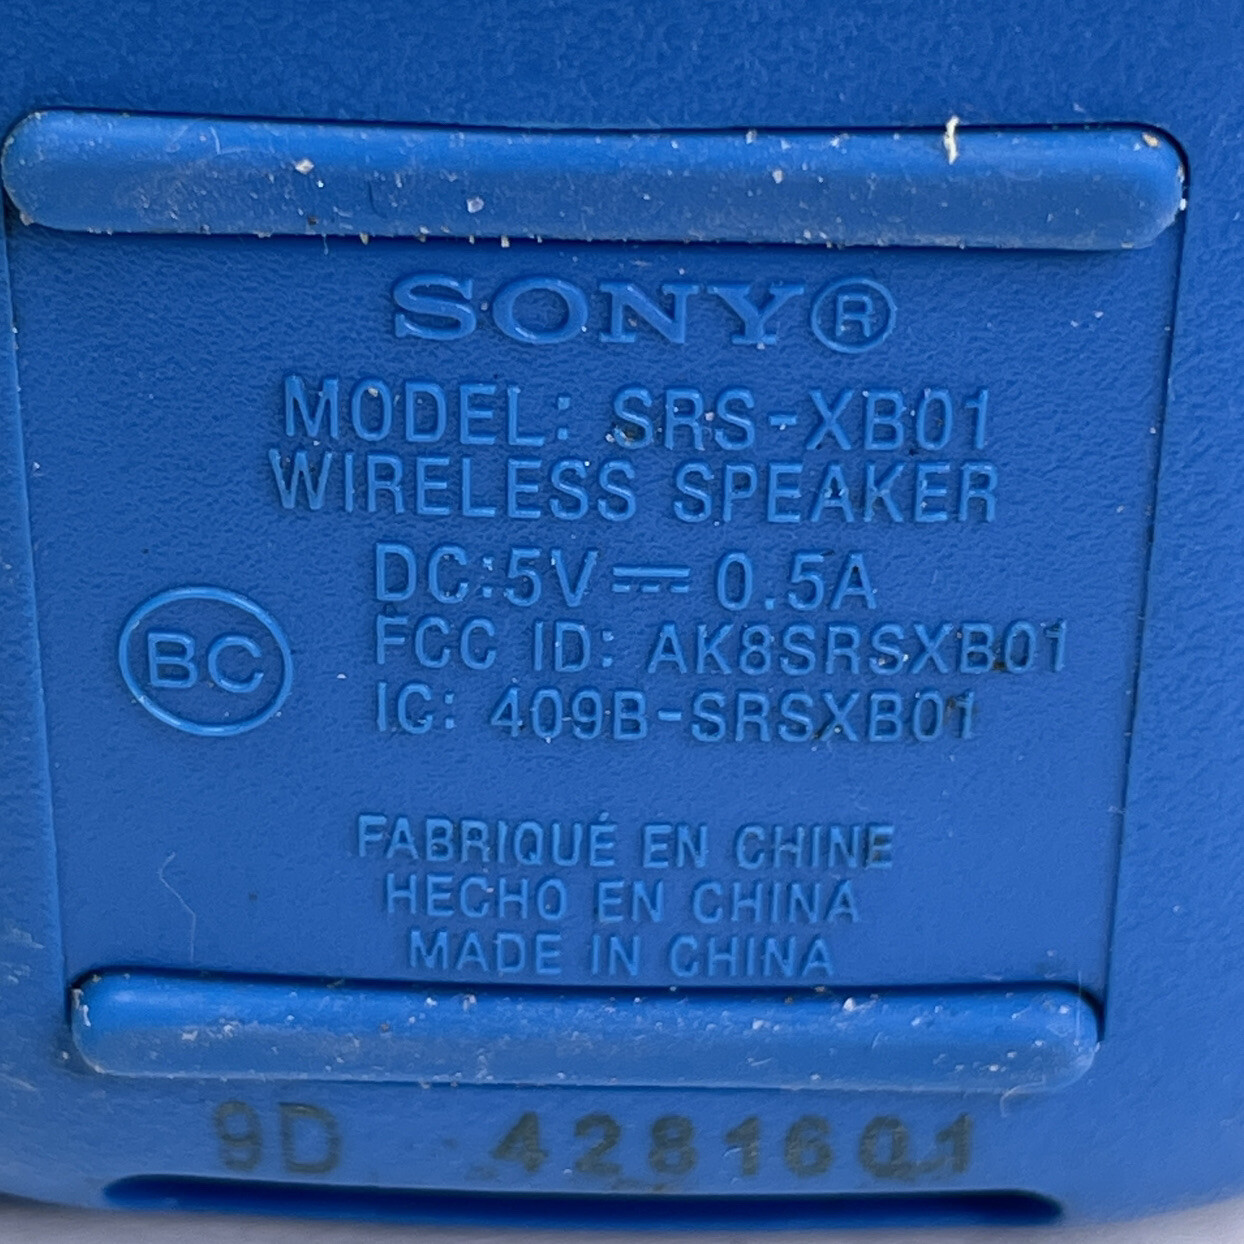 SONY®
MODEL: SRS-XB01
WIRELESS SPEAKER
DC:5V⎓0.5A
FCC ID: AK8SRSXB01
BC
IC: 409B-SRSXB01
FABRIQUÉ EN CHINE
HECHO EN CHINA
MADE IN CHINA
9D 4281601